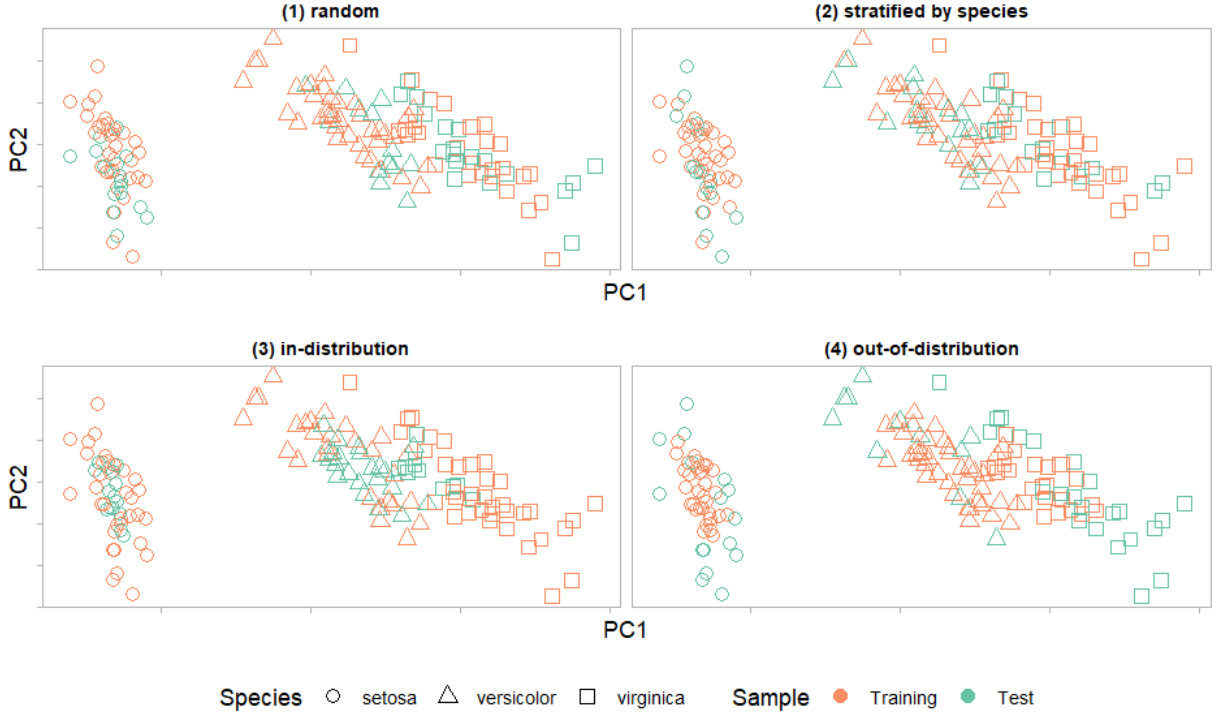 (1) random
(2) stratified by species
PC2
PC1
(3) in-distribution
(4) out-of-distribution
PC2
PC1
Species setosa versicolor virginica Sample Training Test